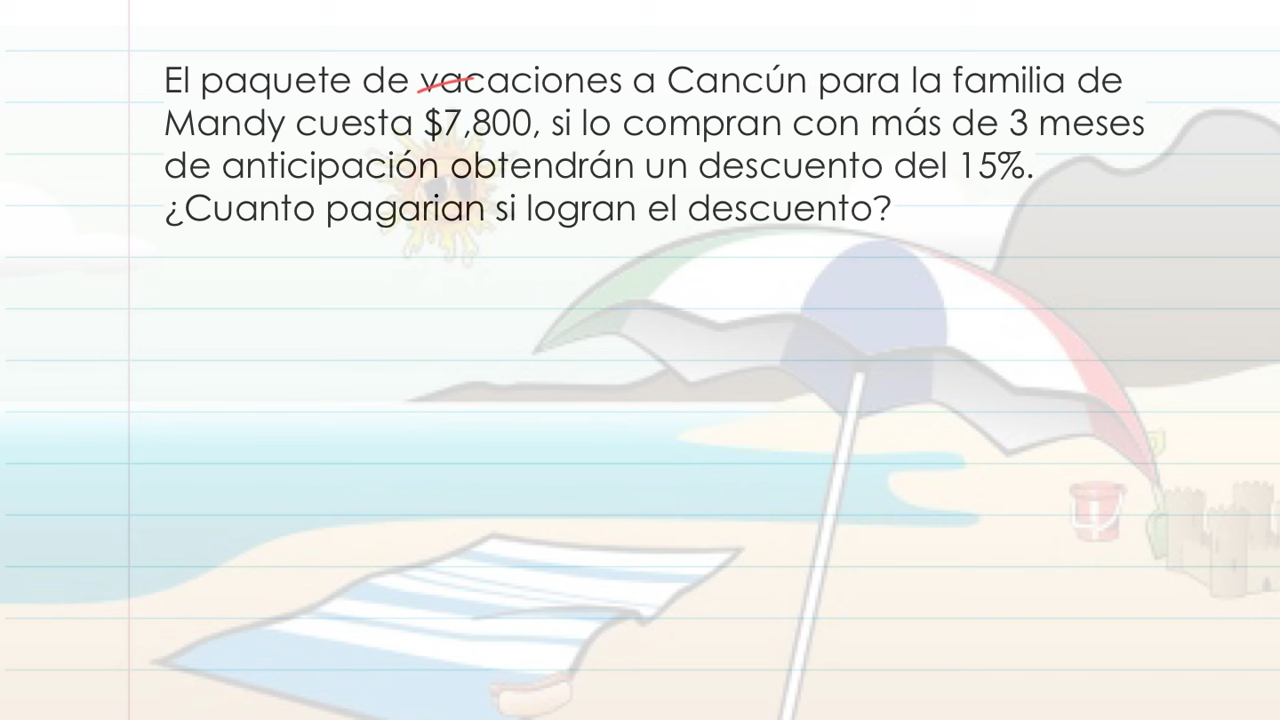 El paquete de vacaciones a Cancún para la familia de
Mandy cuesta $7,800, si lo compran con más de 3 meses
de anticipación obtendrán un descuento del 15%.
¿Cuanto pagarian si logran el descuento?